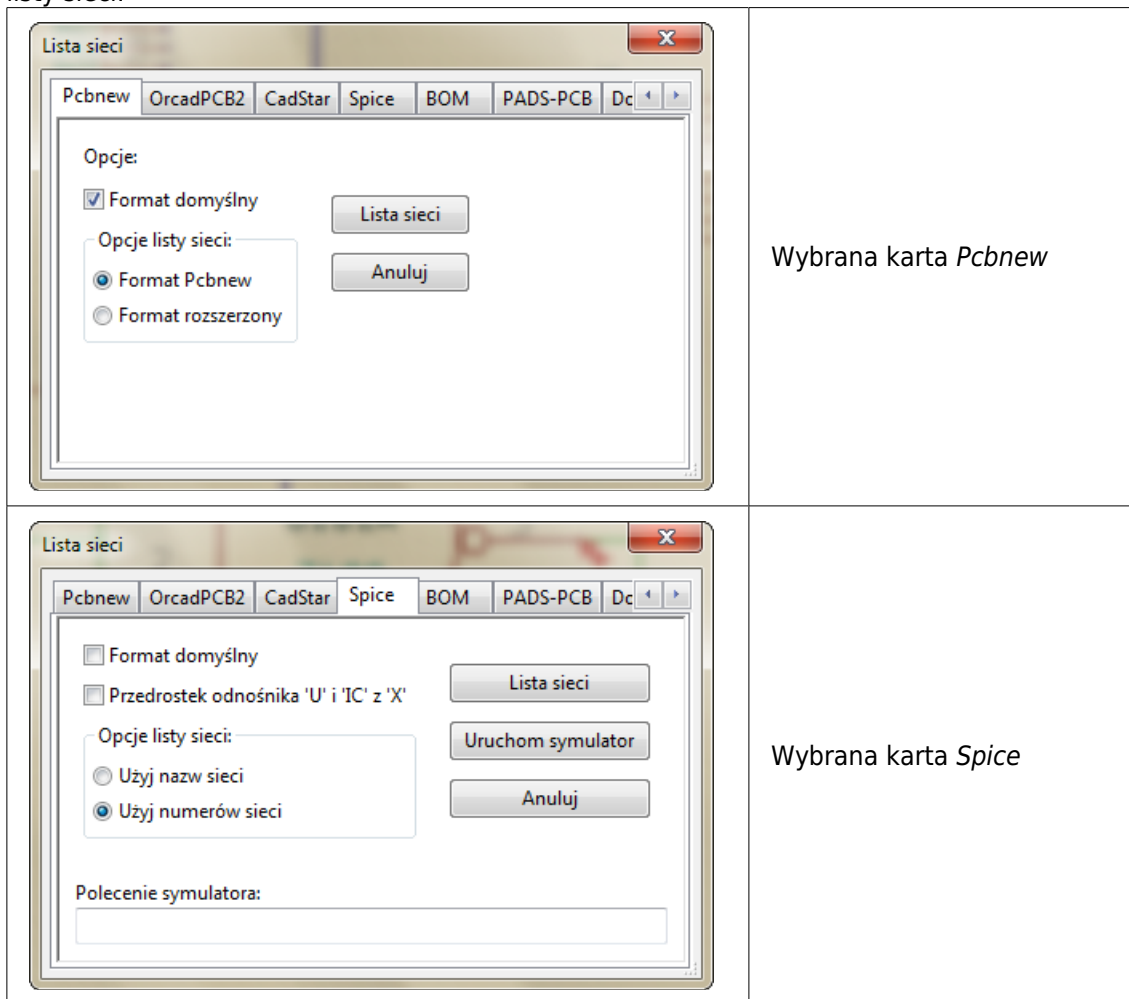 listy sieci.
Lista sieci
Pcbnew OrcadPCB2 CadStar Spice BOM PADS-PCB Dc
Opcje:
Format domyślny
Lista sieci
Opcje listy sieci:
Anuluj
Format Pcbnew
Format rozszerzony
Wybrana karta Pcbnew
Lista sieci
Pcbnew OrcadPCB2 CadStar Spice BOM PADS-PCB Dc
Format domyślny
Lista sieci
Przedrostek odnośnika 'U' i 'IC' z 'X'
Opcje listy sieci:
Uruchom symulator
Użyj nazw sieci
Anuluj
Użyj numerów sieci
Polecenie symulatora:
Wybrana karta Spice